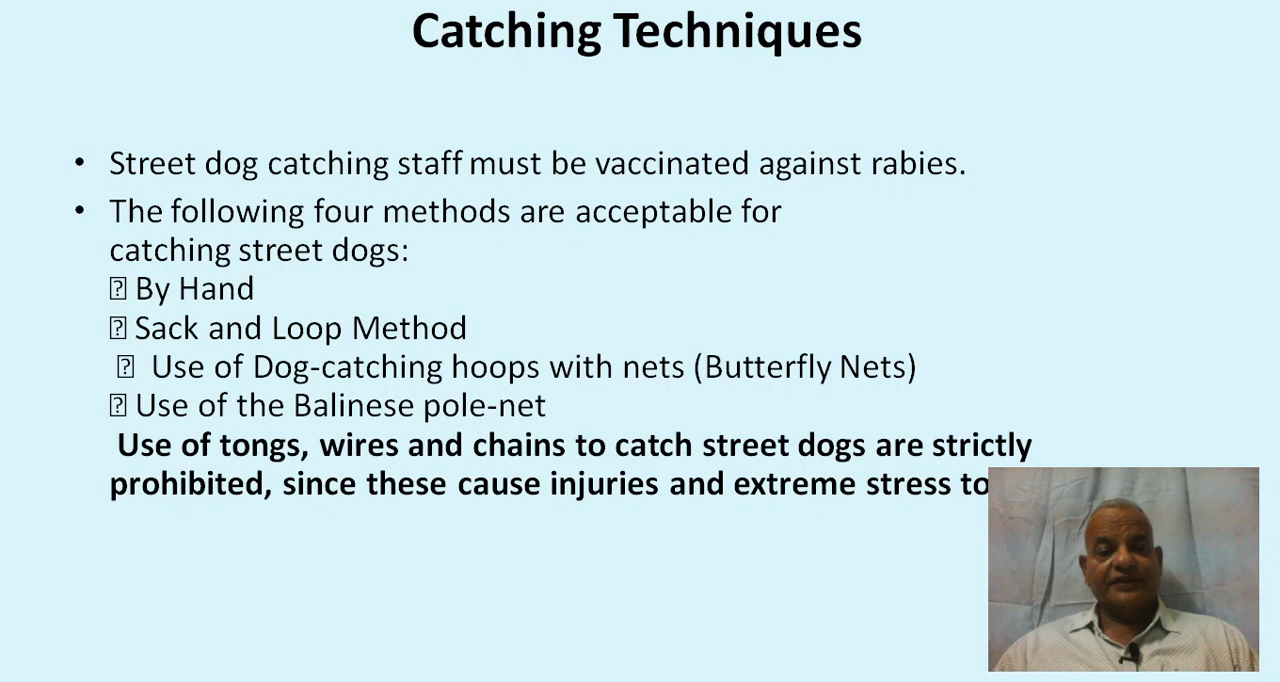 Catching Techniques
• Street dog catching staff must be vaccinated against rabies.
• The following four methods are acceptable for
catching street dogs:
⍰ By Hand
⍰ Sack and Loop Method
⍰ Use of Dog-catching hoops with nets (Butterfly Nets)
⍰ Use of the Balinese pole-net
Use of tongs, wires and chains to catch street dogs are strictly
prohibited, since these cause injuries and extreme stress to